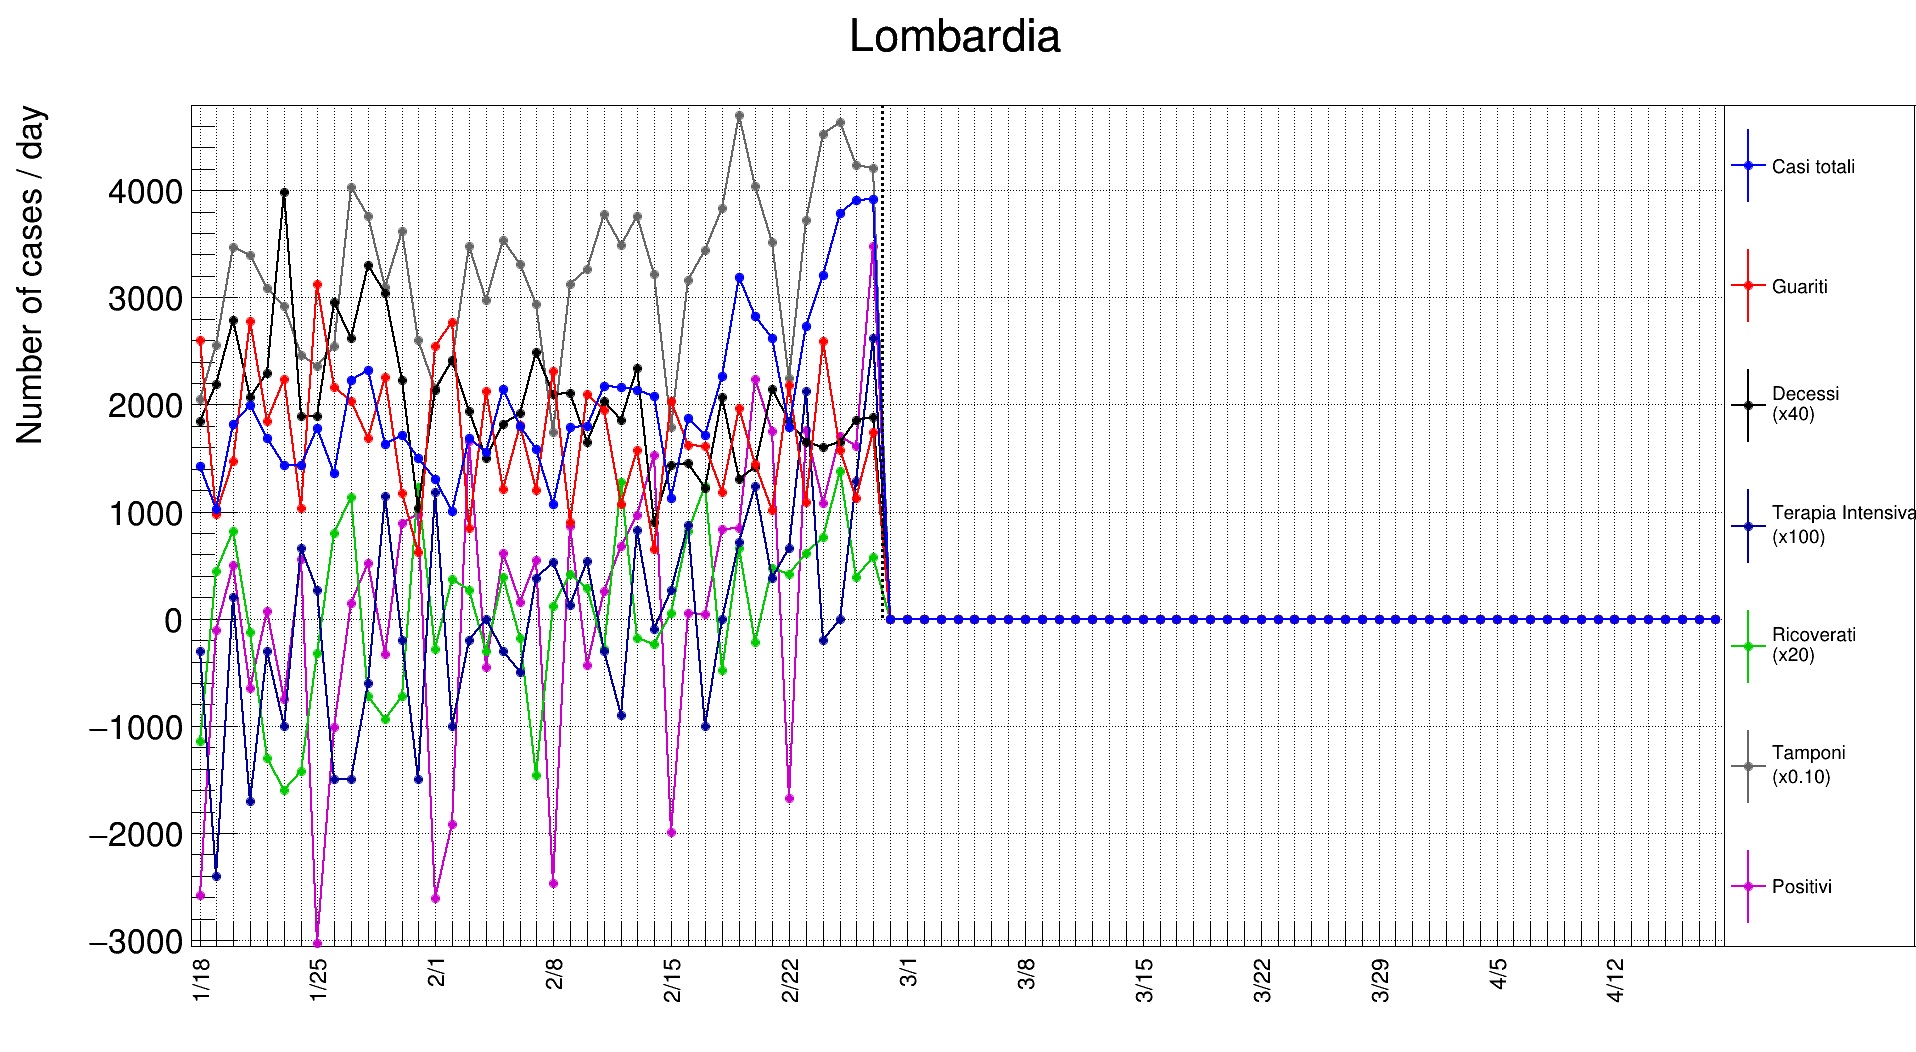 Lombardia
Number of cases / day
4000
3000
2000
1000
0
−1000
−2000
−3000
1/18
1/25
2/1
2/8
2/15
2/22
3/1
3/8
3/15
3/22
3/29
4/5
4/12
Casi totali
Guariti
Decessi
(x40)
Terapia Intensiva
(x100)
Ricoverati
(x20)
Tamponi
(x0.10)
Positivi